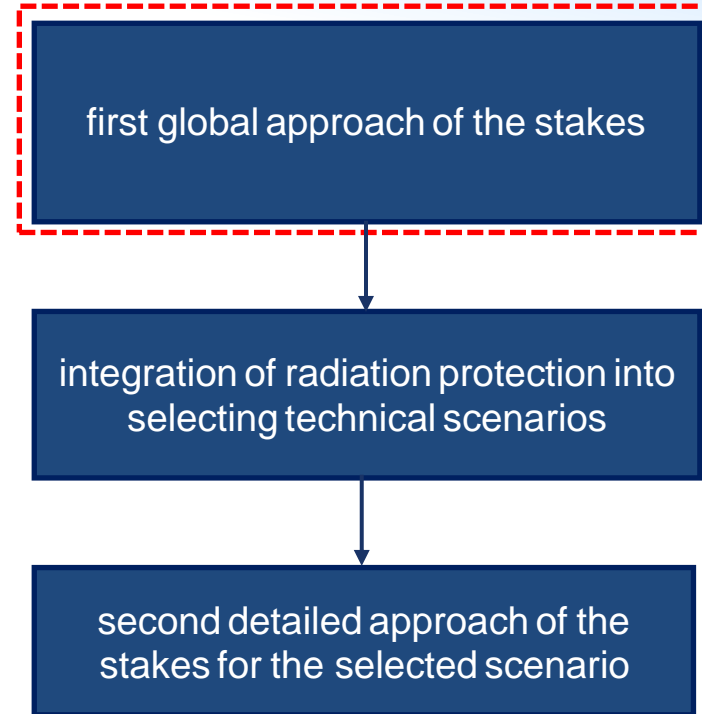 first global approach of the stakes
integration of radiation protection into
selecting technical scenarios
second detailed approach of the
stakes for the selected scenario